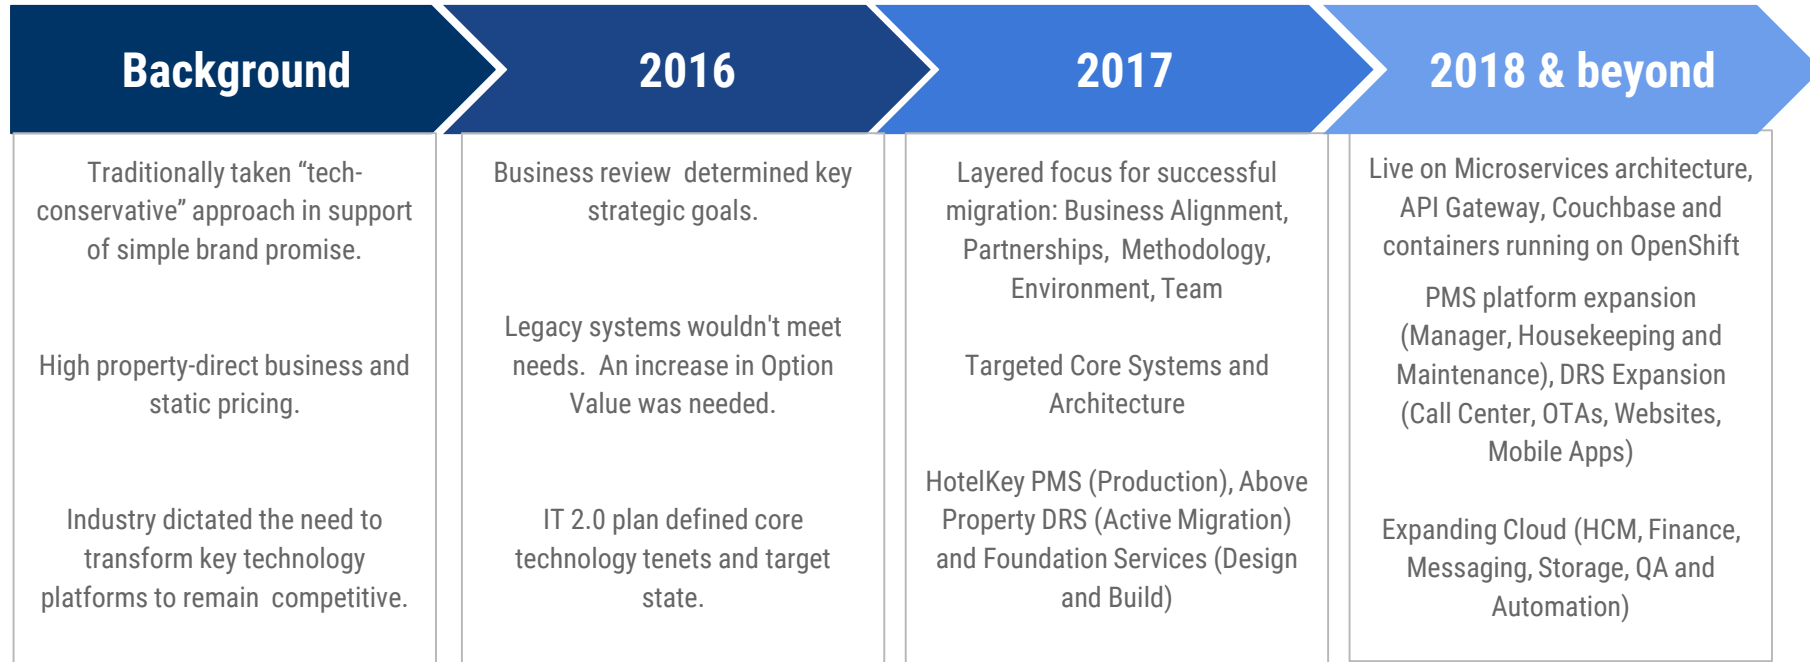 Background
Traditionally taken “tech-
conservative” approach in support
of simple brand promise.
High property-direct business and
static pricing.
Industry dictated the need to
transform key technology
platforms to remain competitive.
2016
Business review determined key
strategic goals.
Legacy systems wouldn't meet
needs. An increase in Option
Value was needed.
IT 2.0 plan defined core
technology tenets and target
state.
2017
Layered focus for successful
migration: Business Alignment,
Partnerships, Methodology,
Environment, Team
Targeted Core Systems and
Architecture
HotelKey PMS (Production), Above
Property DRS (Active Migration)
and Foundation Services (Design
and Build)
2018 & beyond
Live on Microservices architecture,
API Gateway, Couchbase and
containers running on OpenShift
PMS platform expansion
(Manager, Housekeeping and
Maintenance), DRS Expansion
(Call Center, OTAs, Websites,
Mobile Apps)
Expanding Cloud (HCM, Finance,
Messaging, Storage, QA and
Automation)